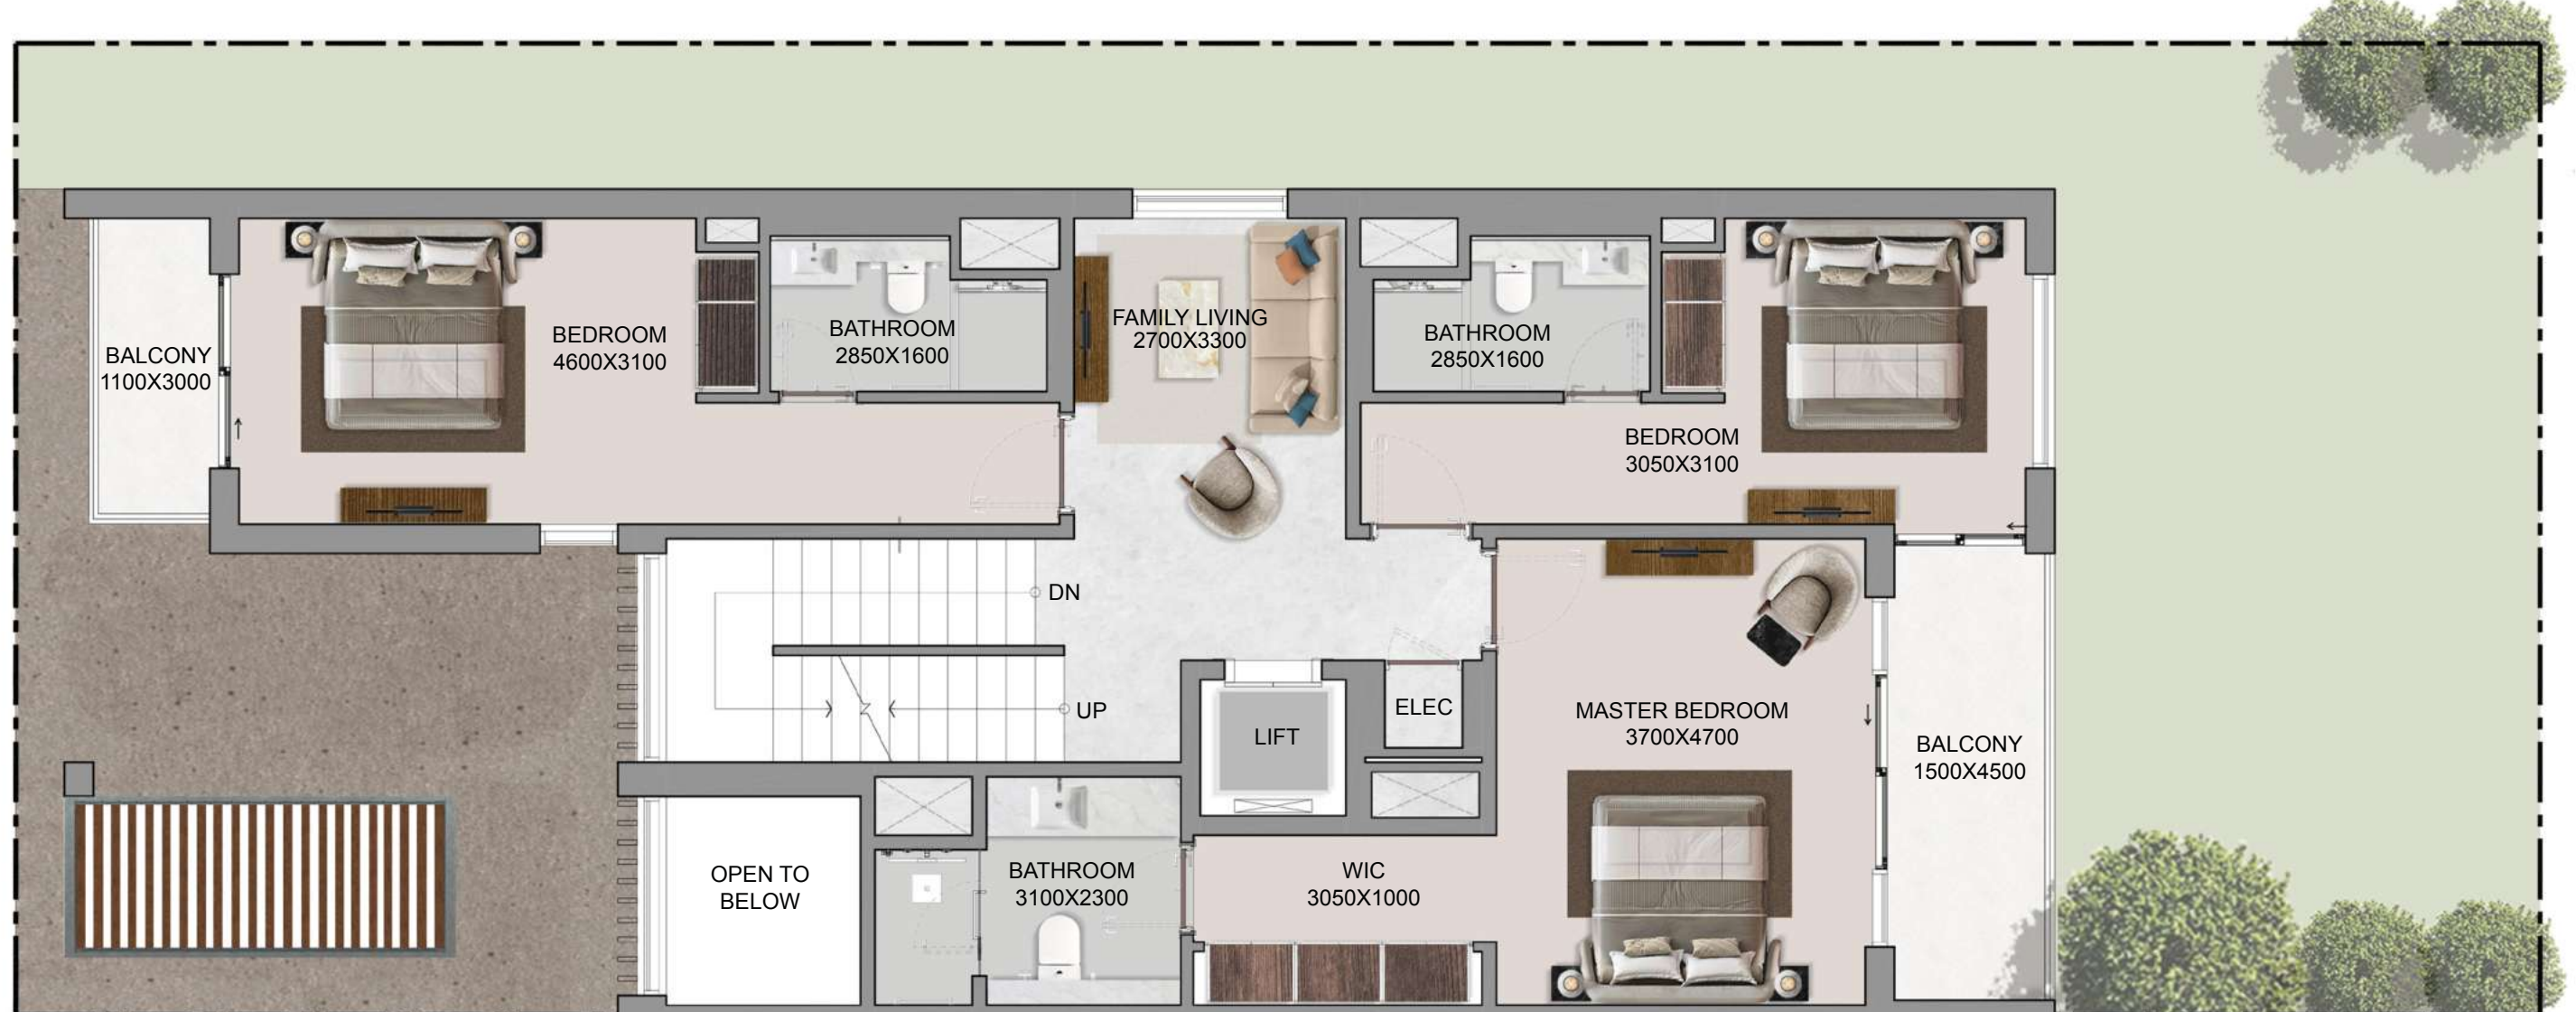 BALCONY
1100X3000
BEDROOM
4600X3100
BATHROOM
2850X1600
FAMILY LIVING
2700X3300
BATHROOM
2850X1600
BEDROOM
3050X3100
DN
UP
LIFT
ELEC
MASTER BEDROOM
3700X4700
BALCONY
1500X4500
OPEN TO
BELOW
BATHROOM
3100X2300
WIC
3050X1000